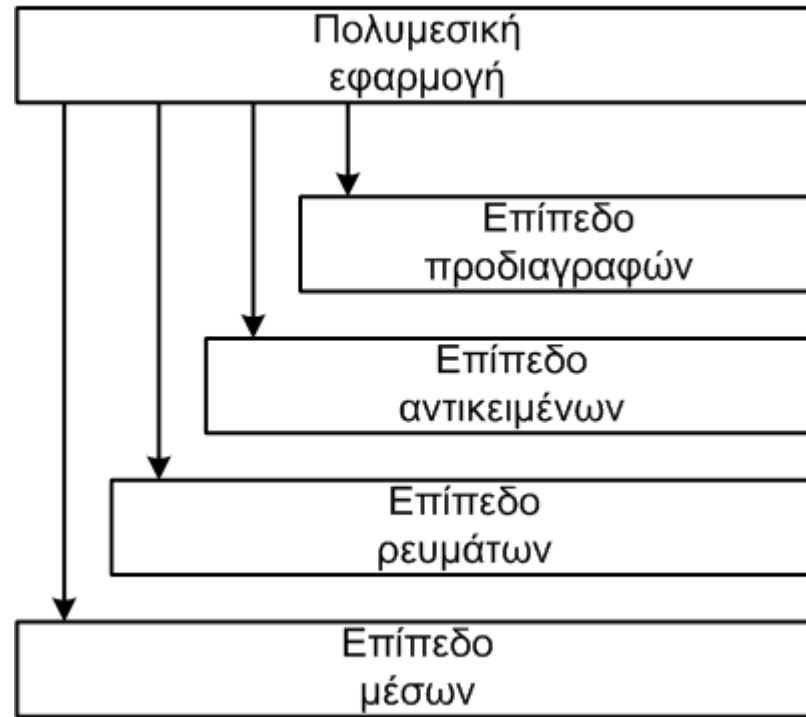 Πολυμεσική
εφαρμογή
Επίπεδο
προδιαγραφών
Επίπεδο
αντικειμένων
Επίπεδο
ρευμάτων
Επίπεδο
μέσων